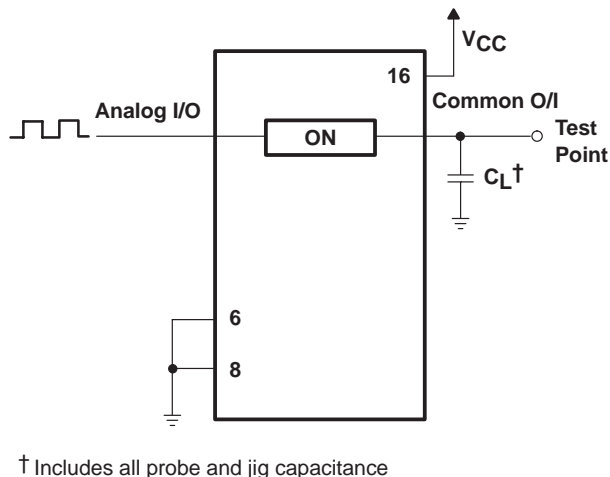 VCC
16
Analog I/O
Common O/I
ON
Test
Point
CL†
6
8
† Includes all probe and jig capacitance